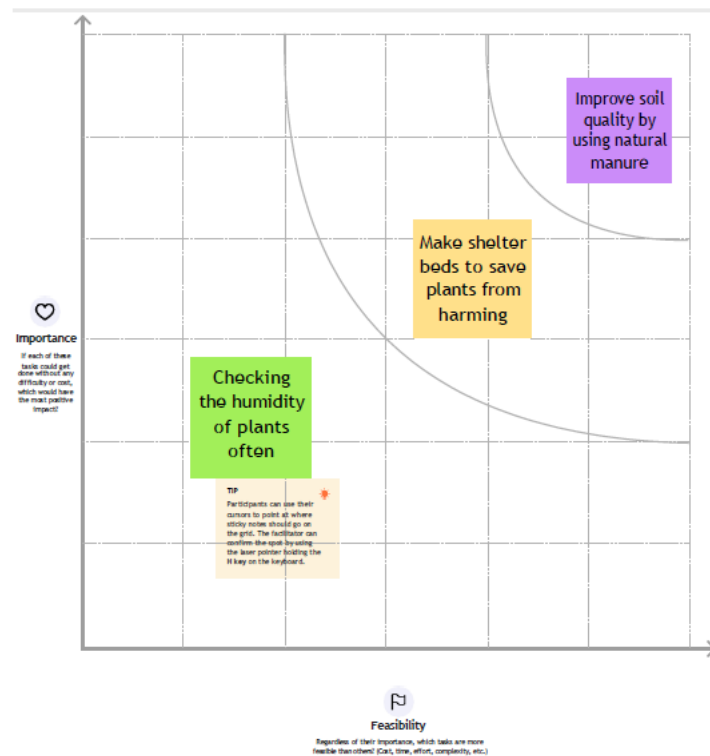 Improve soil
quality by
using natural
manure
Make shelter
beds to save
plants from
harming
Importance
If each of these
tasks could get
done without any
difficulty or cost,
which would have
the most positive
impact?
Checking
the humidity
of plants
often
TIP
Participants can use their
cursors to point at where
sticky notes should go on
the grid. The facilitator can
confirm the spot by using
the laser pointer holding the
H key on the keyboard.
Feasibility
Regardless of their importance, which tasks are more
feasible than others? (Cost, time, effort, complexity, etc.)